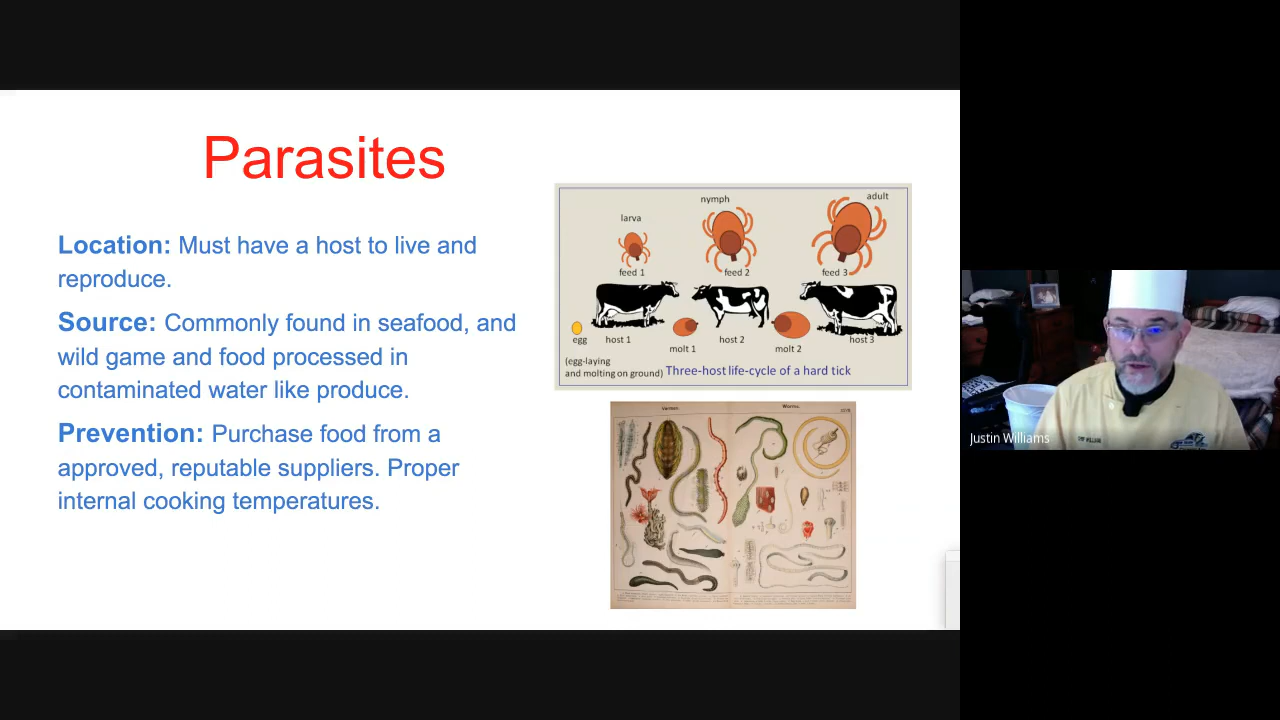 Parasites
Location: Must have a host to live and
reproduce.
Source: Commonly found in seafood, and
wild game and food processed in
contaminated water like produce.
Prevention: Purchase food from a
approved, reputable suppliers. Proper
internal cooking temperatures.
larva
nymph
adult
feed 1
feed 2
feed 3
egg
host 1
molt 1
host 2
molt 2
host 3
(egg-laying
and molting on ground)
Three-host life-cycle of a hard tick
Worms.
Justin Williams